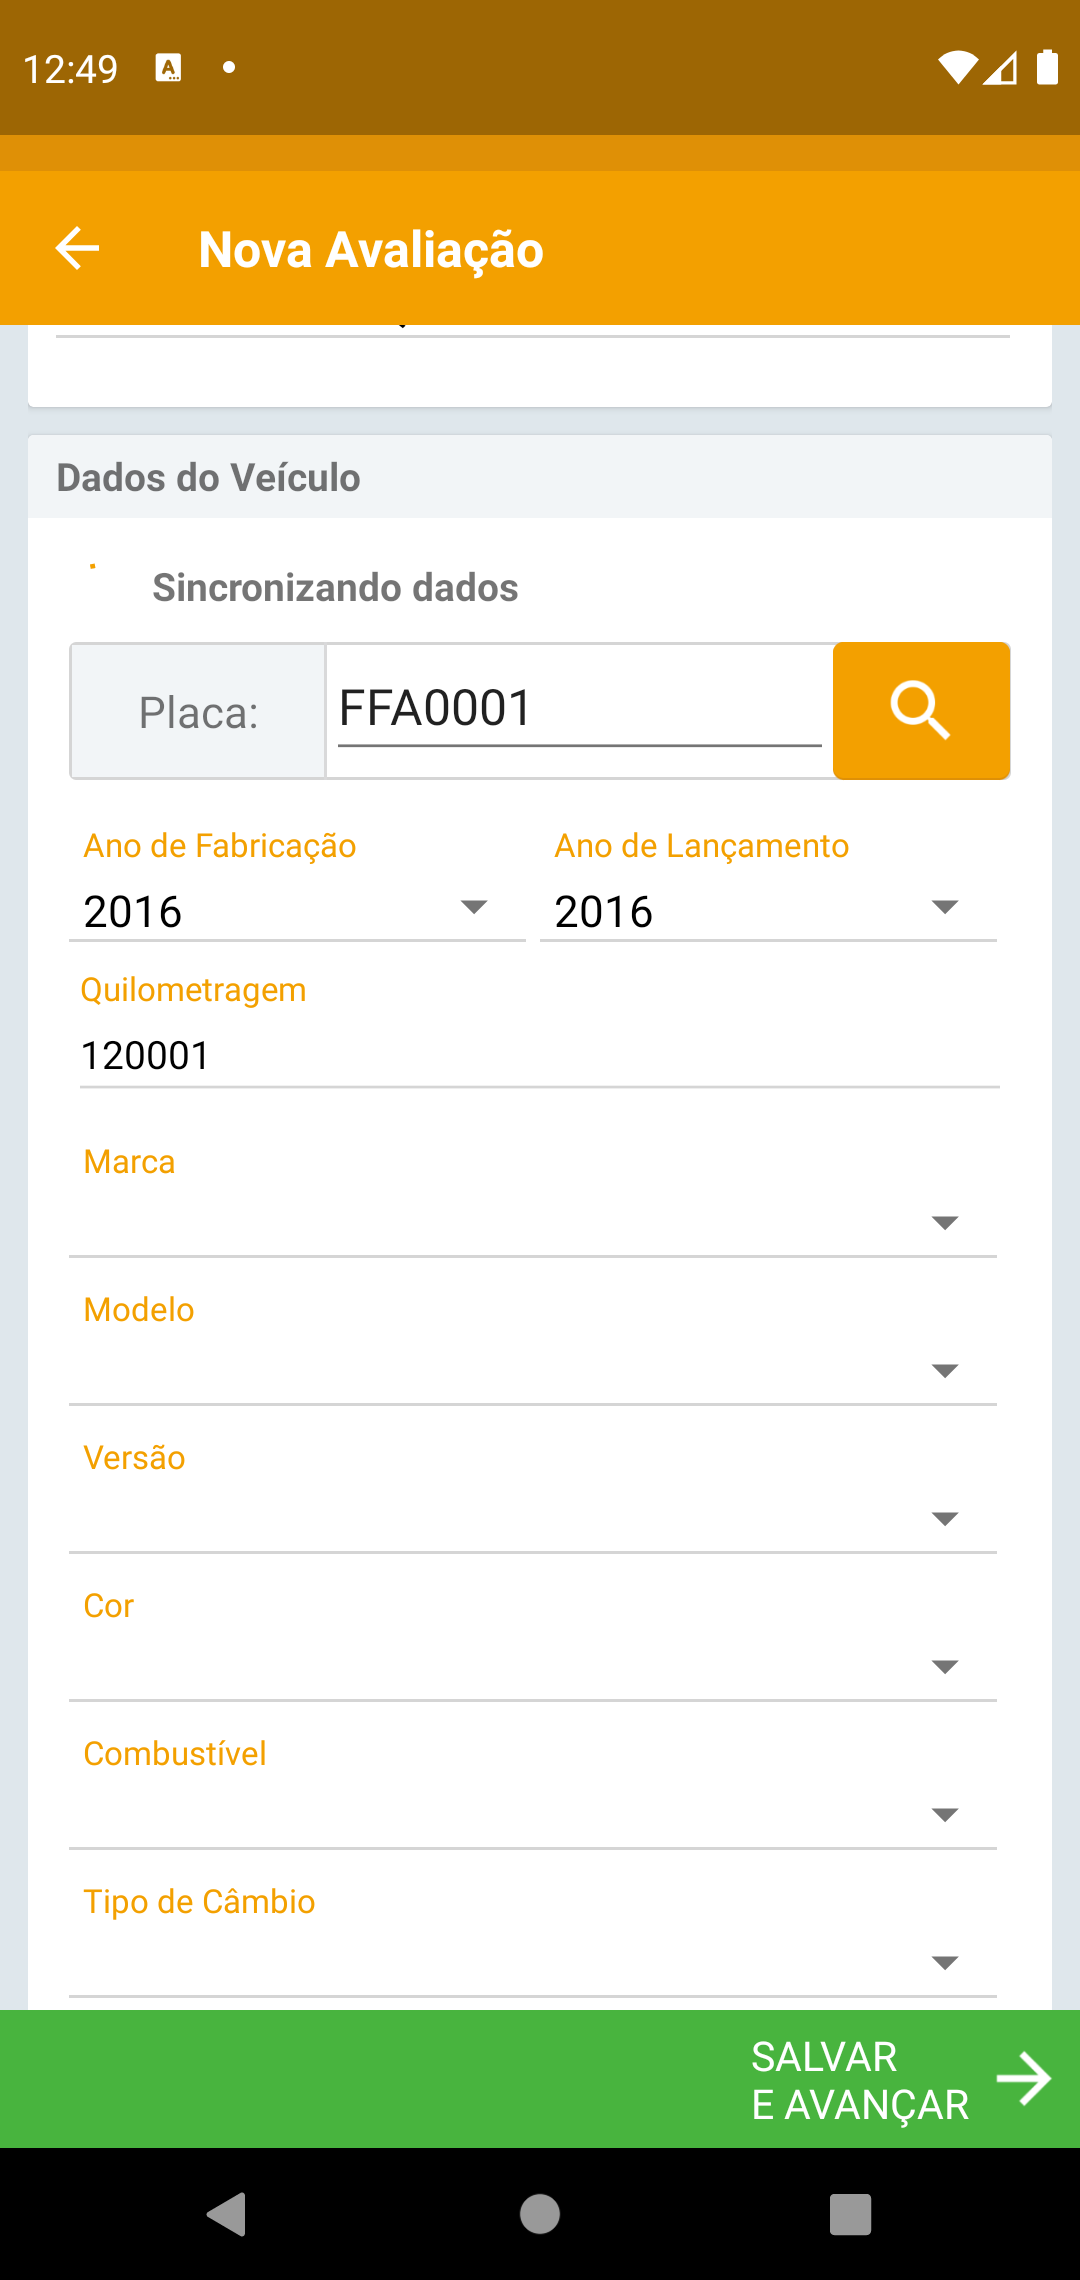 12:49
Nova Avaliação
Dados do Veículo
Sincronizando dados
Placa: FFA0001
Ano de Fabricação Ano de Lançamento
2016 2016
Quilometragem
120001
Marca
Modelo
Versão
Cor
Combustível
Tipo de Câmbio
SALVAR
E AVANÇAR